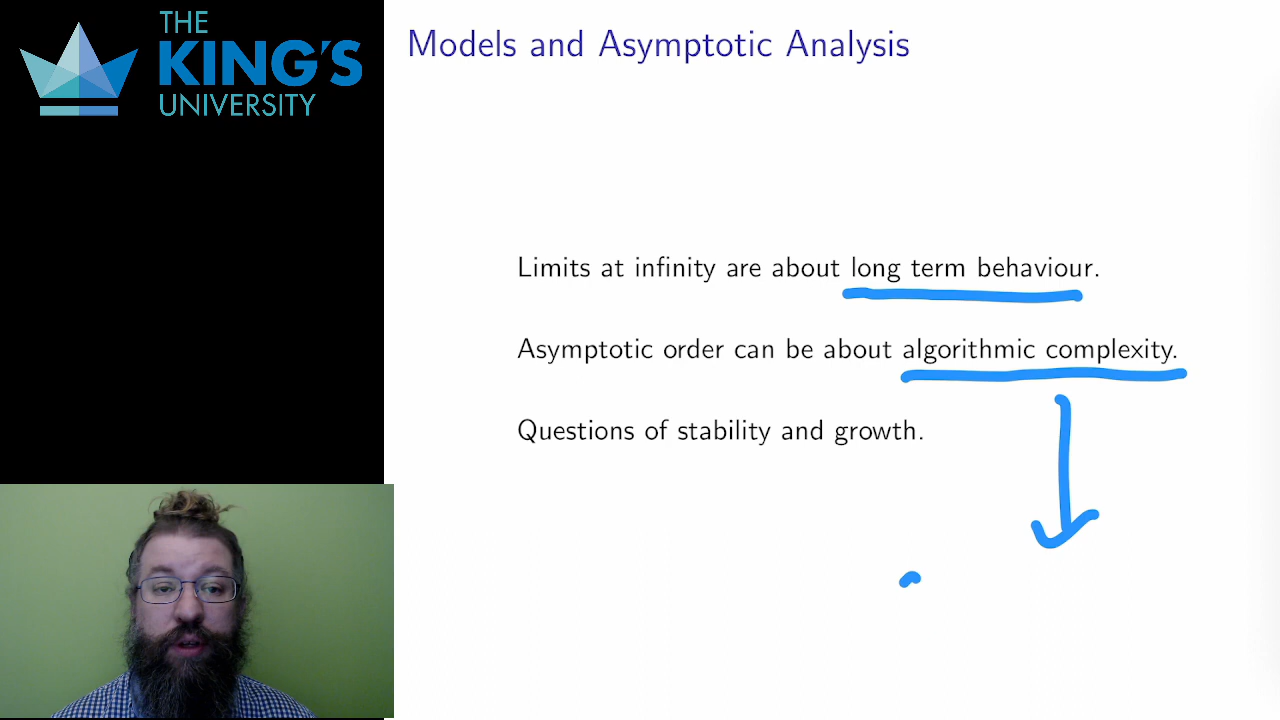 THE
KING'S
UNIVERSITY
Models and Asymptotic Analysis
Limits at infinity are about long term behaviour.
Asymptotic order can be about algorithmic complexity.
Questions of stability and growth.